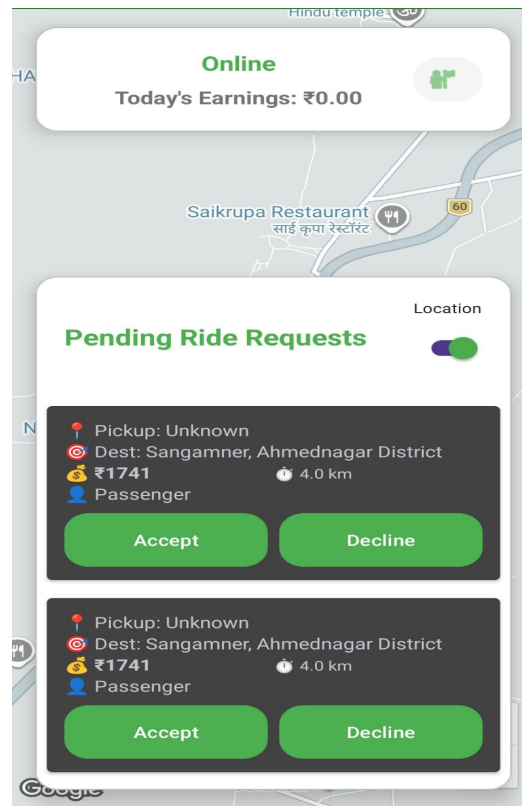 Hindu temple
HA
Online
Today's Earnings: ₹0.00
Saikrupa Restaurant
साई कृपा रेस्टॉरंट
60
Location
Pending Ride Requests
N
Pickup: Unknown
Dest: Sangamner, Ahmednagar District
₹1741 4.0 km
Passenger
Accept Decline
Pickup: Unknown
Dest: Sangamner, Ahmednagar District
₹1741 4.0 km
Passenger
Accept Decline
Google